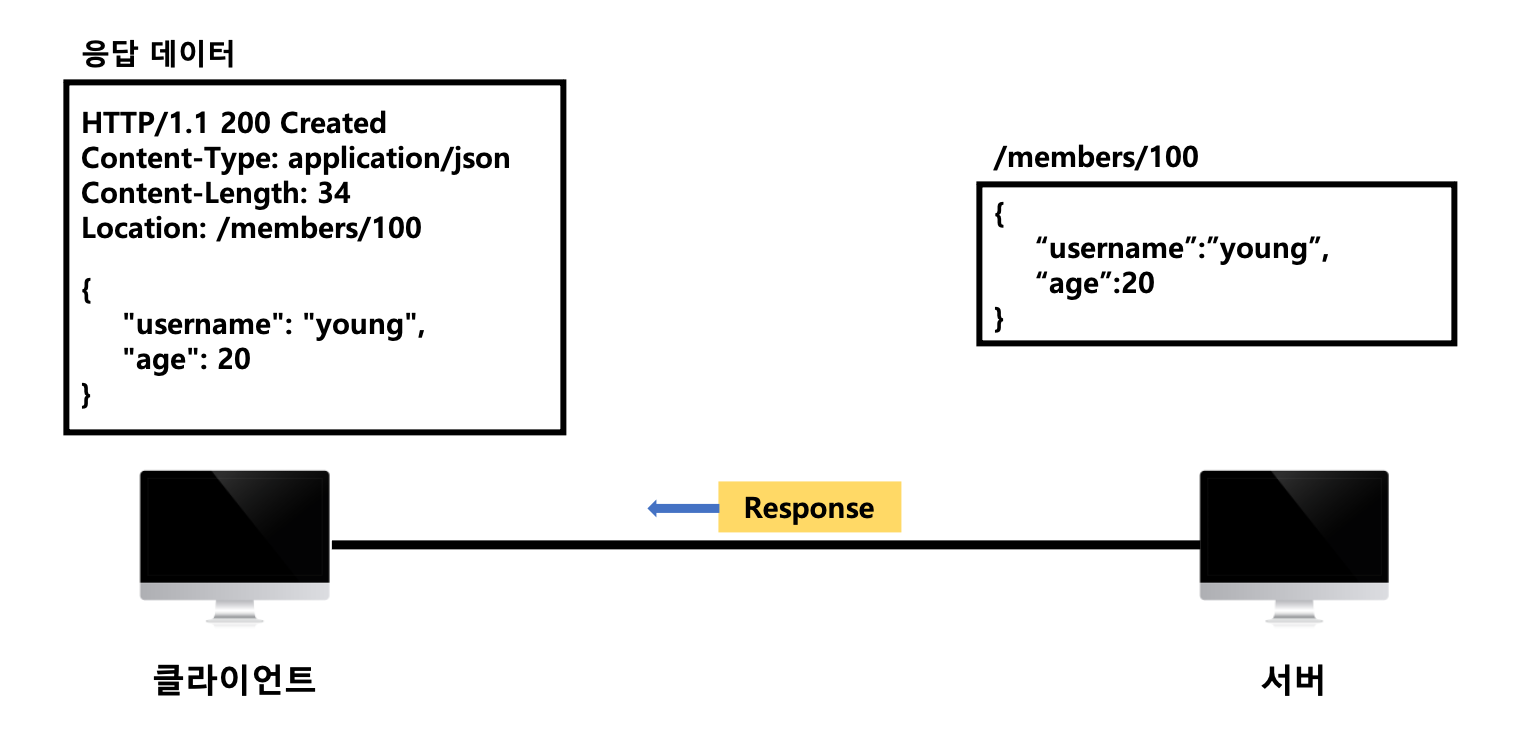 응답 데이터
HTTP/1.1 200 Created
Content-Type: application/json
Content-Length: 34
Location: /members/100
{
"username": "young",
"age": 20
}
/members/100
{
“username”:”young”,
“age”:20
}
Response
클라이언트
서버